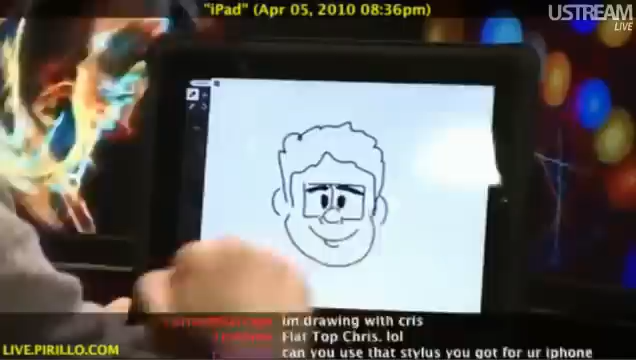 "iPad" (Apr 05, 2010 08:36pm)
USTREAM
LIVE
im drawing with cris
Flat Top Chris. lol
LIVE.PIRILLO.COM
can you use that stylus you got for ur iphone